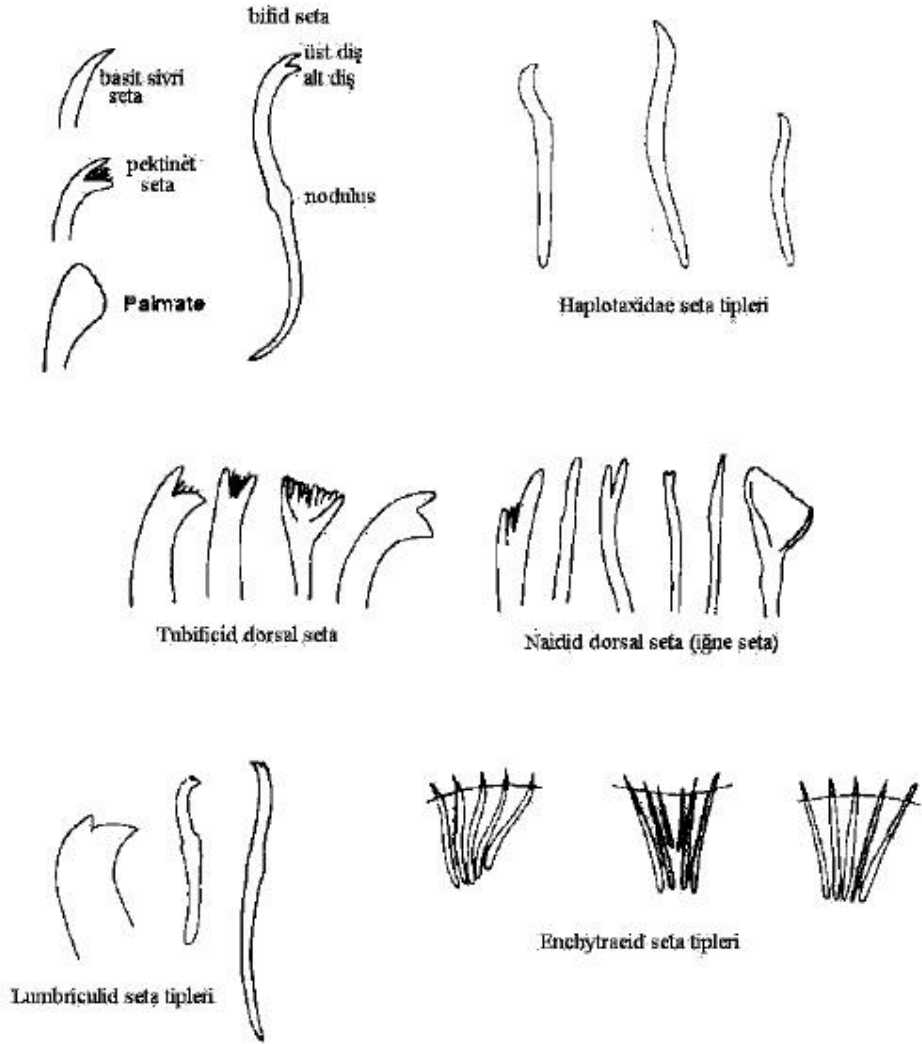 bifid seta
üst diş
alt diş
basit sivri
seta
pektinèt
seta
nodulus
Palmate
Haplotaxidae seta tipleri
Tubificid dorsal seta
Naidid dorsal seta (iğne seta)
Lumbriculid seta tipleri
Enchytraeid seta tipleri